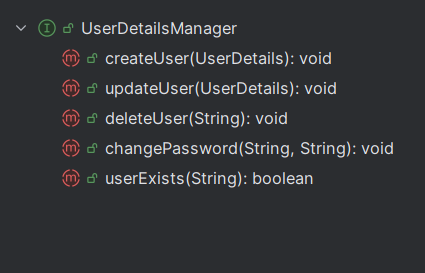 UserDetailsManager
createUser(UserDetails): void
updateUser(UserDetails): void
deleteUser(String): void
changePassword(String, String): void
userExists(String): boolean